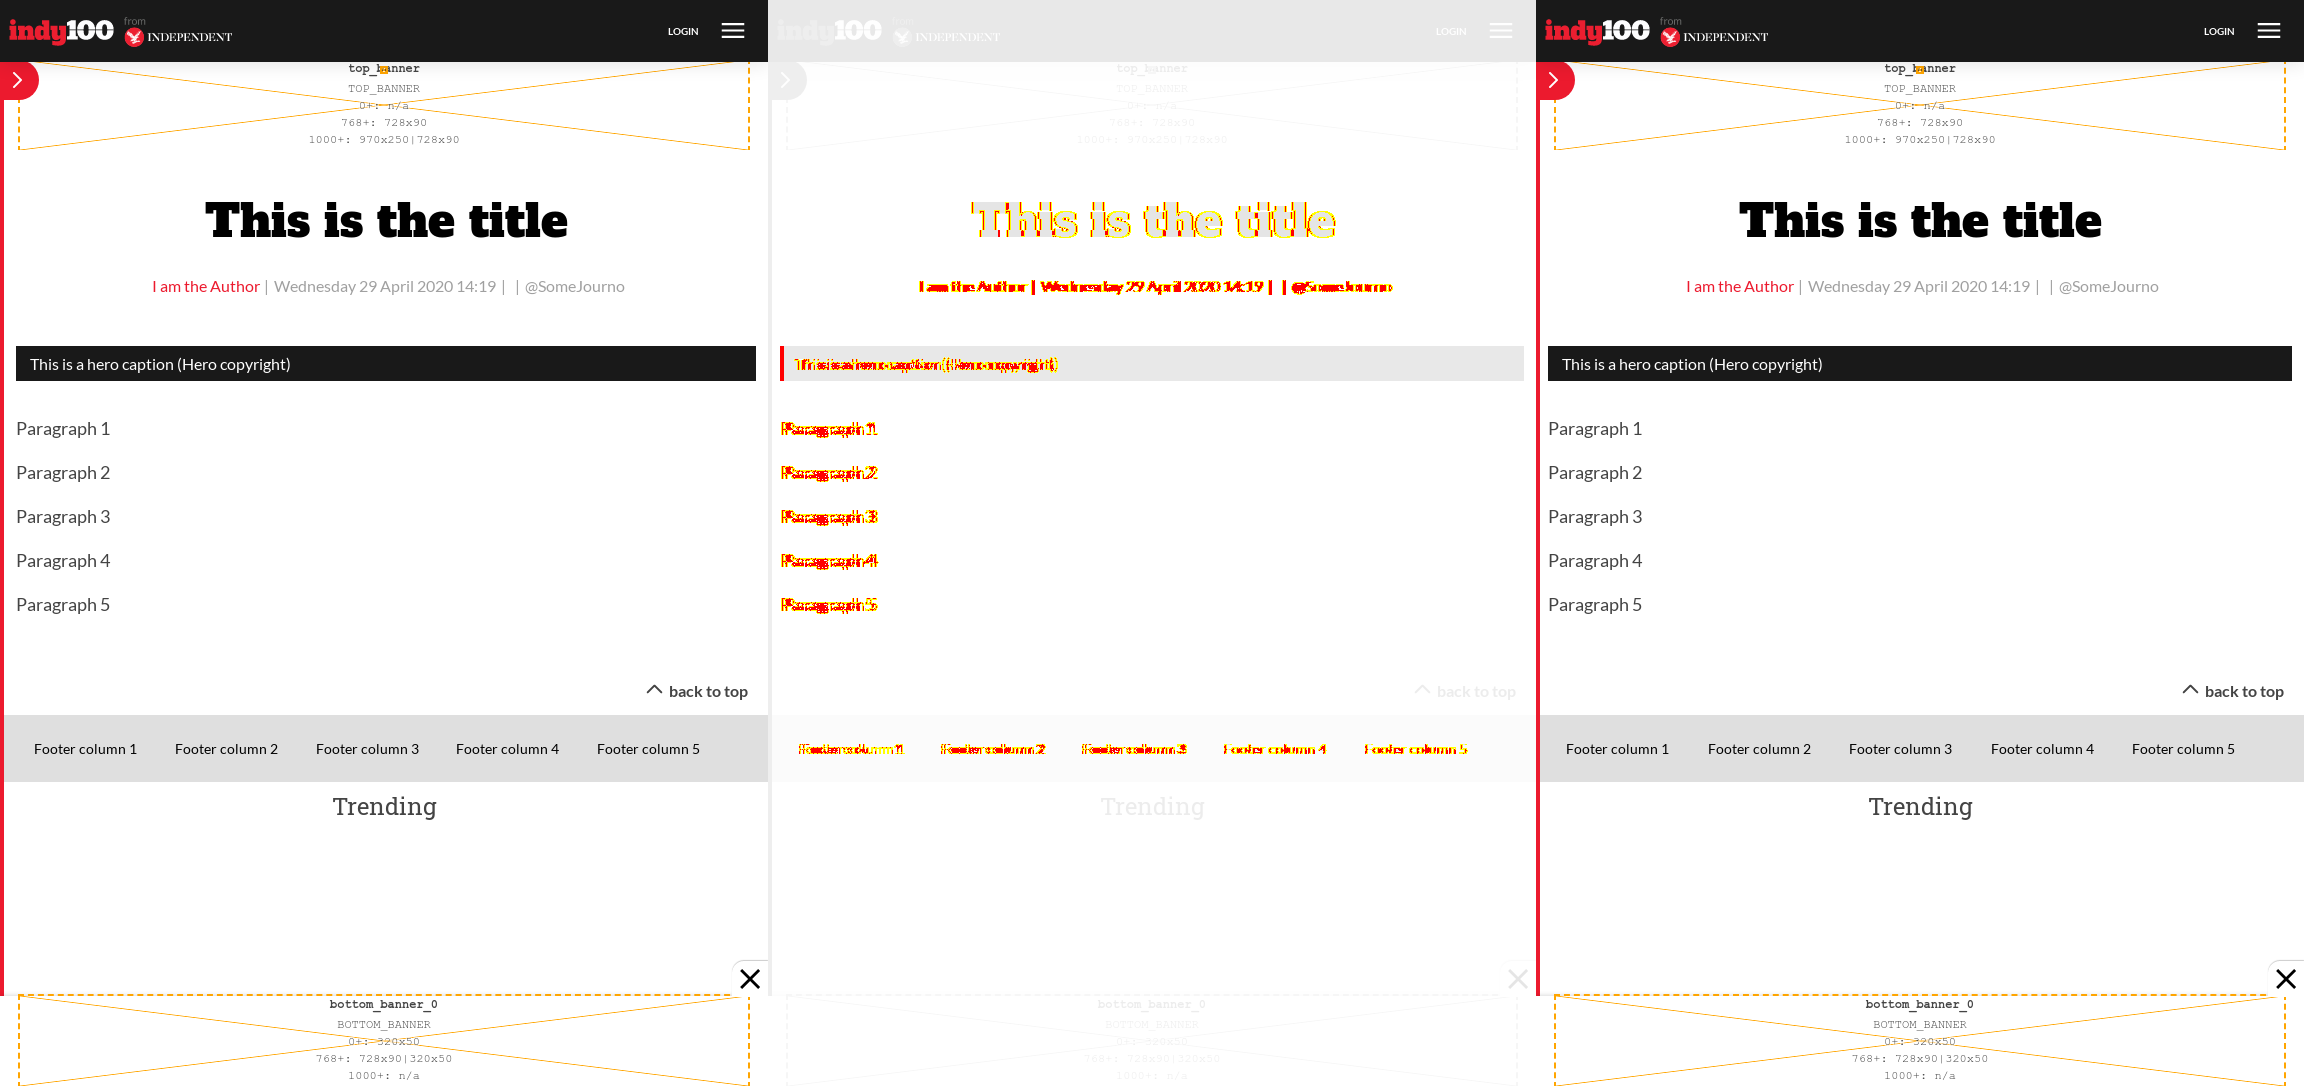 indy100 from INDEPENDENT LOGIN
top_banner
TOP_BANNER
0+: n/a
768+: 728x90
1000+: 970x250|728x90
This is the title
I am the Author | Wednesday 29 April 2020 14:19 | | @SomeJourno
This is a hero caption (Hero copyright)
Paragraph 1
Paragraph 2
Paragraph 3
Paragraph 4
Paragraph 5
back to top
Footer column 1 Footer column 2 Footer column 3 Footer column 4 Footer column 5
Trending
bottom_banner_0
BOTTOM_BANNER
0+: 320x50
768+: 728x90|320x50
1000+: n/a
indy100 from INDEPENDENT LOGIN
top_banner
TOP_BANNER
0+: n/a
768+: 728x90
1000+: 970x250|728x90
This is the title
I am the Author | Wednesday 29 April 2020 14:19 | | @SomeJourno
This is a hero caption (Hero copyright)
Paragraph 1
Paragraph 2
Paragraph 3
Paragraph 4
Paragraph 5
back to top
Footer column 1 Footer column 2 Footer column 3 Footer column 4 Footer column 5
Trending
bottom_banner_0
BOTTOM_BANNER
0+: 320x50
768+: 728x90|320x50
1000+: n/a
indy100 from INDEPENDENT LOGIN
top_banner
TOP_BANNER
0+: n/a
768+: 728x90
1000+: 970x250|728x90
This is the title
I am the Author | Wednesday 29 April 2020 14:19 | | @SomeJourno
This is a hero caption (Hero copyright)
Paragraph 1
Paragraph 2
Paragraph 3
Paragraph 4
Paragraph 5
back to top
Footer column 1 Footer column 2 Footer column 3 Footer column 4 Footer column 5
Trending
bottom_banner_0
BOTTOM_BANNER
0+: 320x50
768+: 728x90|320x50
1000+: n/a